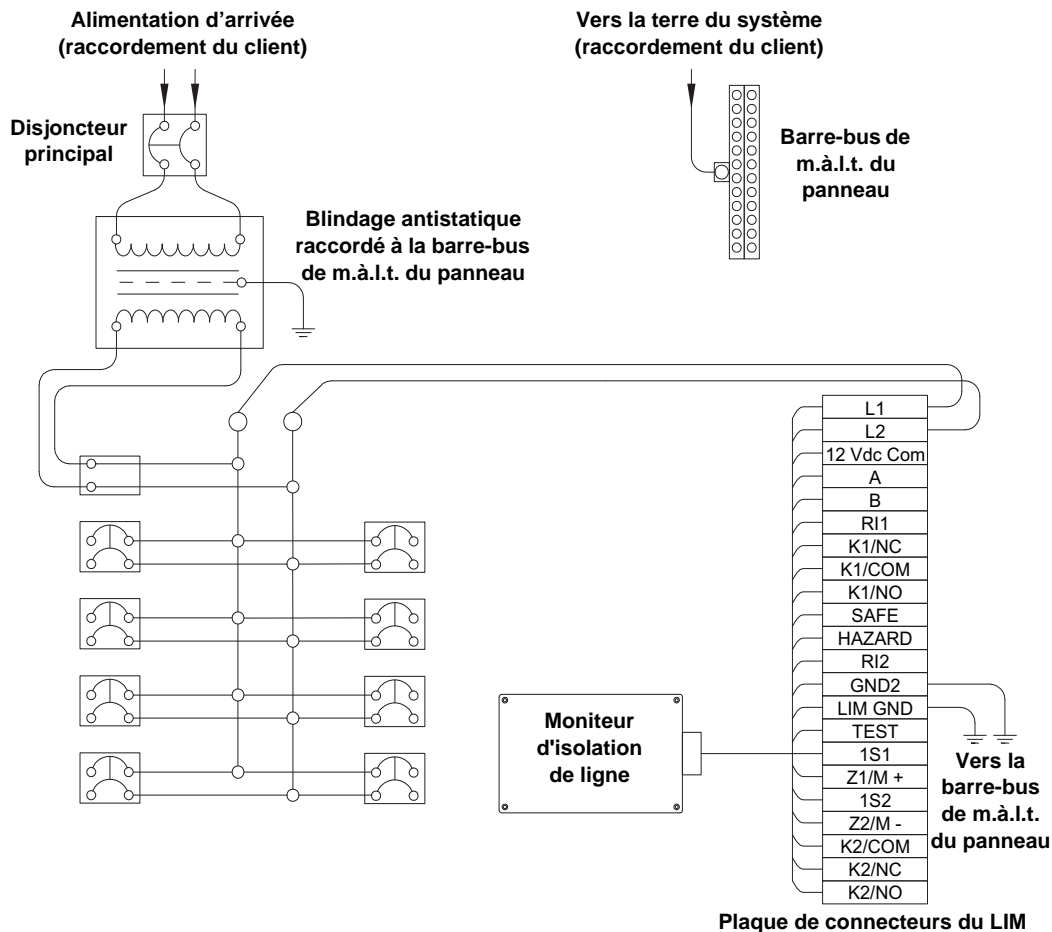 Alimentation d’arrivée
(raccordement du client)
Vers la terre du système
(raccordement du client)
Disjoncteur
principal
Barre-bus de
m.à.l.t. du
panneau
Blindage antistatique
raccordé à la barre-bus
de m.à.l.t. du panneau
L1
L2
12 Vdc Com
A
B
RI1
K1/NC
K1/COM
K1/NO
SAFE
HAZARD
RI2
GND2
LIM GND
TEST
1S1
Z1/M +
1S2
Z2/M -
K2/COM
K2/NC
K2/NO
Moniteur
d'isolation
de ligne
Vers la
barre-bus
de m.à.l.t.
du panneau
Plaque de connecteurs du LIM